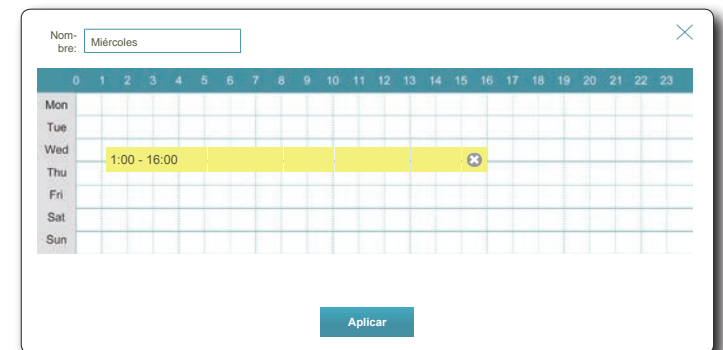 Nom-
bre:
Miércoles
0 1 2 3 4 5 6 7 8 9 10 11 12 13 14 15 16 17 18 19 20 21 22 23
Mon
Tue
Wed
1:00 - 16:00
Thu
Fri
Sat
Sun
Aplicar